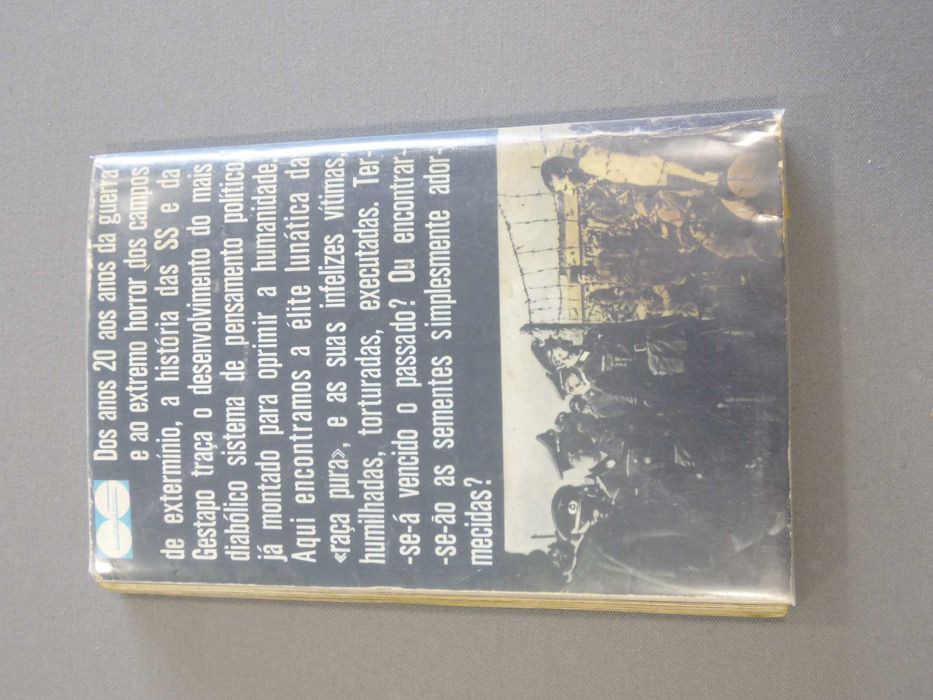 Dos anos 20 aos anos da guerra
e ao extremo horror dos campos
de extermínio, a história das SS e da
Gestapo traça o desenvolvimento do mais
diabólico sistema de pensamento político
já montado para oprimir a humanidade.
Aqui encontramos a élite lunática da
«raça pura», e as suas infelizes vítimas,
humilhadas, torturadas, executadas. Ter-
-se-á vencido o passado? Ou encontrar-
-se-ão as sementes simplesmente ador-
mecidas?